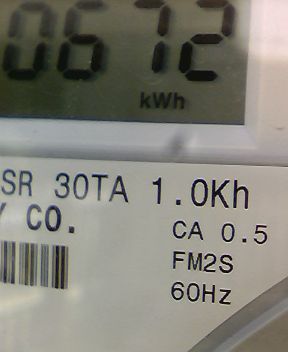 0672
kWh
SR 30TA 1.0Kh
Y CO.
CA 0.5
FM2S
60Hz